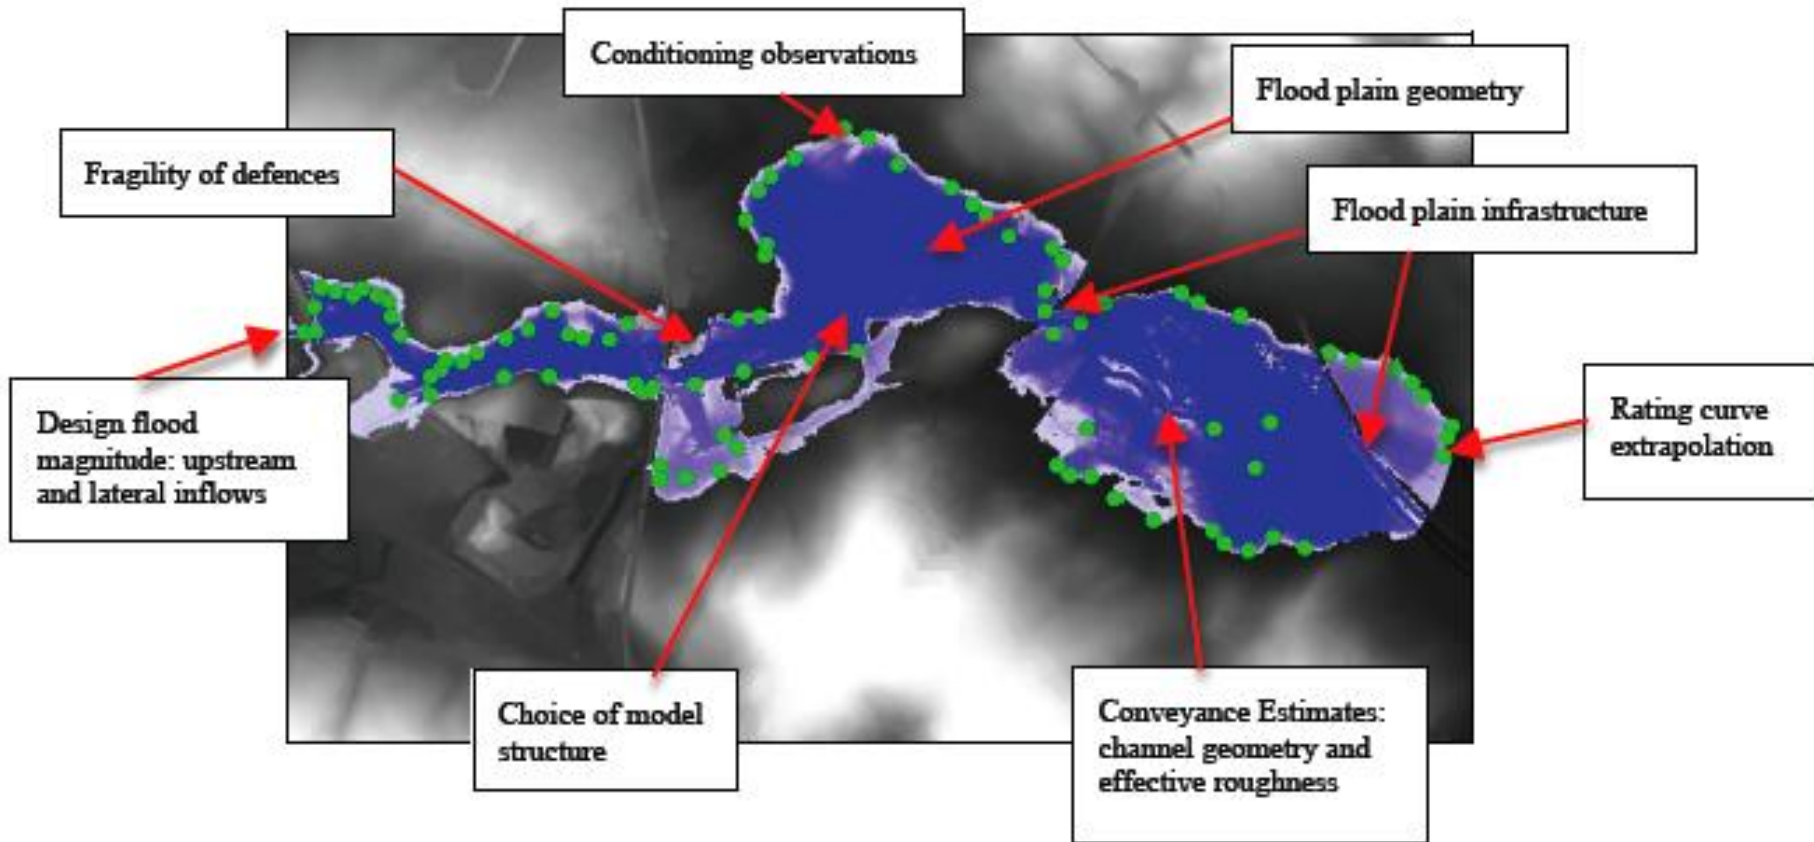 Conditioning observations
Flood plain geometry
Fragility of defences
Flood plain infrastructure
Design flood
magnitude: upstream
and lateral inflows
Rating curve
extrapolation
Choice of model
structure
Conveyance Estimates:
channel geometry and
effective roughness